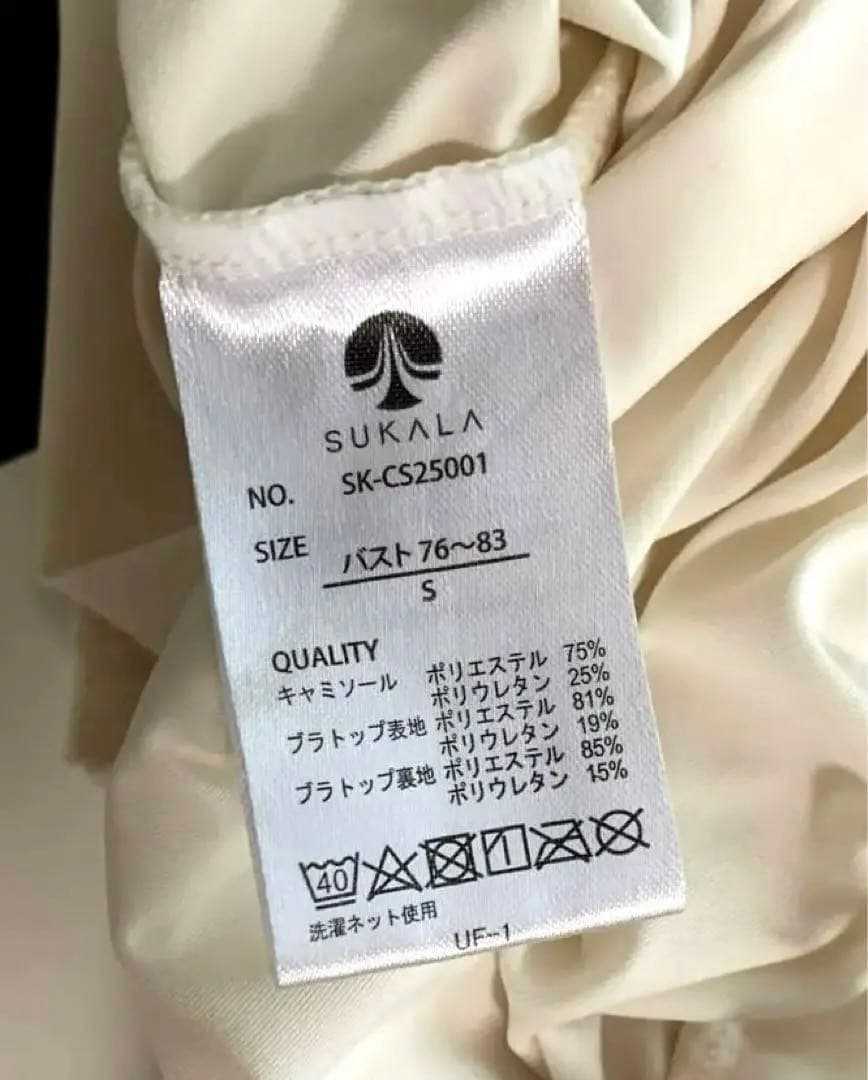 SUKALA
NO. SK-CS25001
SIZE バスト 76～83
S
QUALITY
キャミソール ポリエステル 75%
ポリウレタン 25%
ブラトップ表地 ポリエステル 81%
ポリウレタン 19%
ブラトップ裏地 ポリエステル 85%
ポリウレタン 15%
40
洗濯ネット使用
UF-1